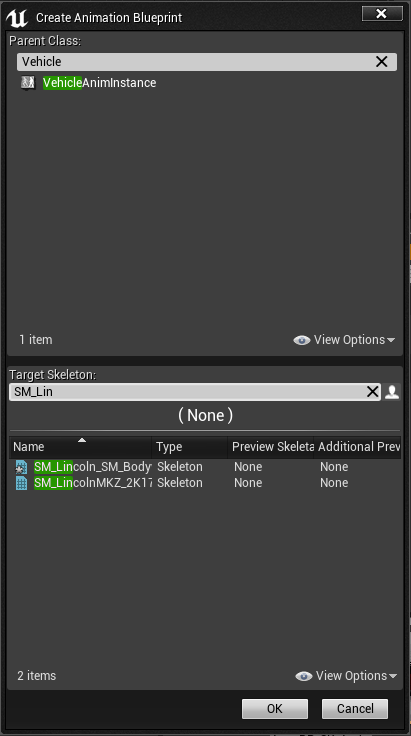 Create Animation Blueprint
Parent Class:
Vehicle
VehicleAnimInstance
1 item
View Options
Target Skeleton:
SM_Lin
( None )
Name Type Preview Skeleta Additional Prev
SM_Lincoln_SM_Body Skeleton None None
SM_LincolnMKZ_2K17 Skeleton None None
2 items
View Options
OK Cancel